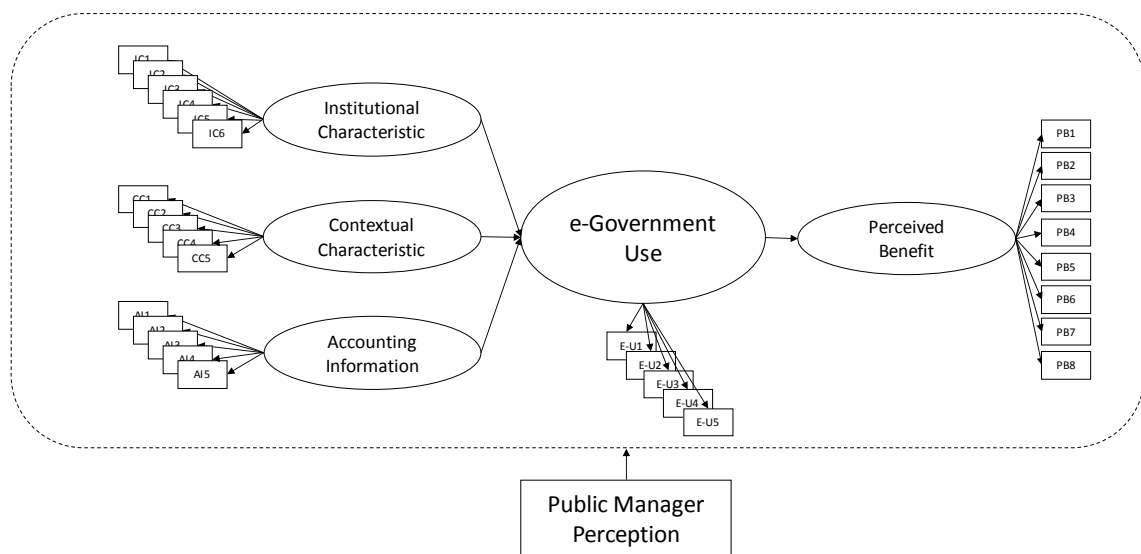 IC1
IC2
IC3
IC4
IC5
IC6
Institutional
Characteristic
CC1
CC2
CC3
CC4
CC5
Contextual
Characteristic
AI1
AI2
AI3
AI4
AI5
Accounting
Information
e-Government
Use
E-U1
E-U2
E-U3
E-U4
E-U5
Perceived
Benefit
PB1
PB2
PB3
PB4
PB5
PB6
PB7
PB8
Public Manager
Perception